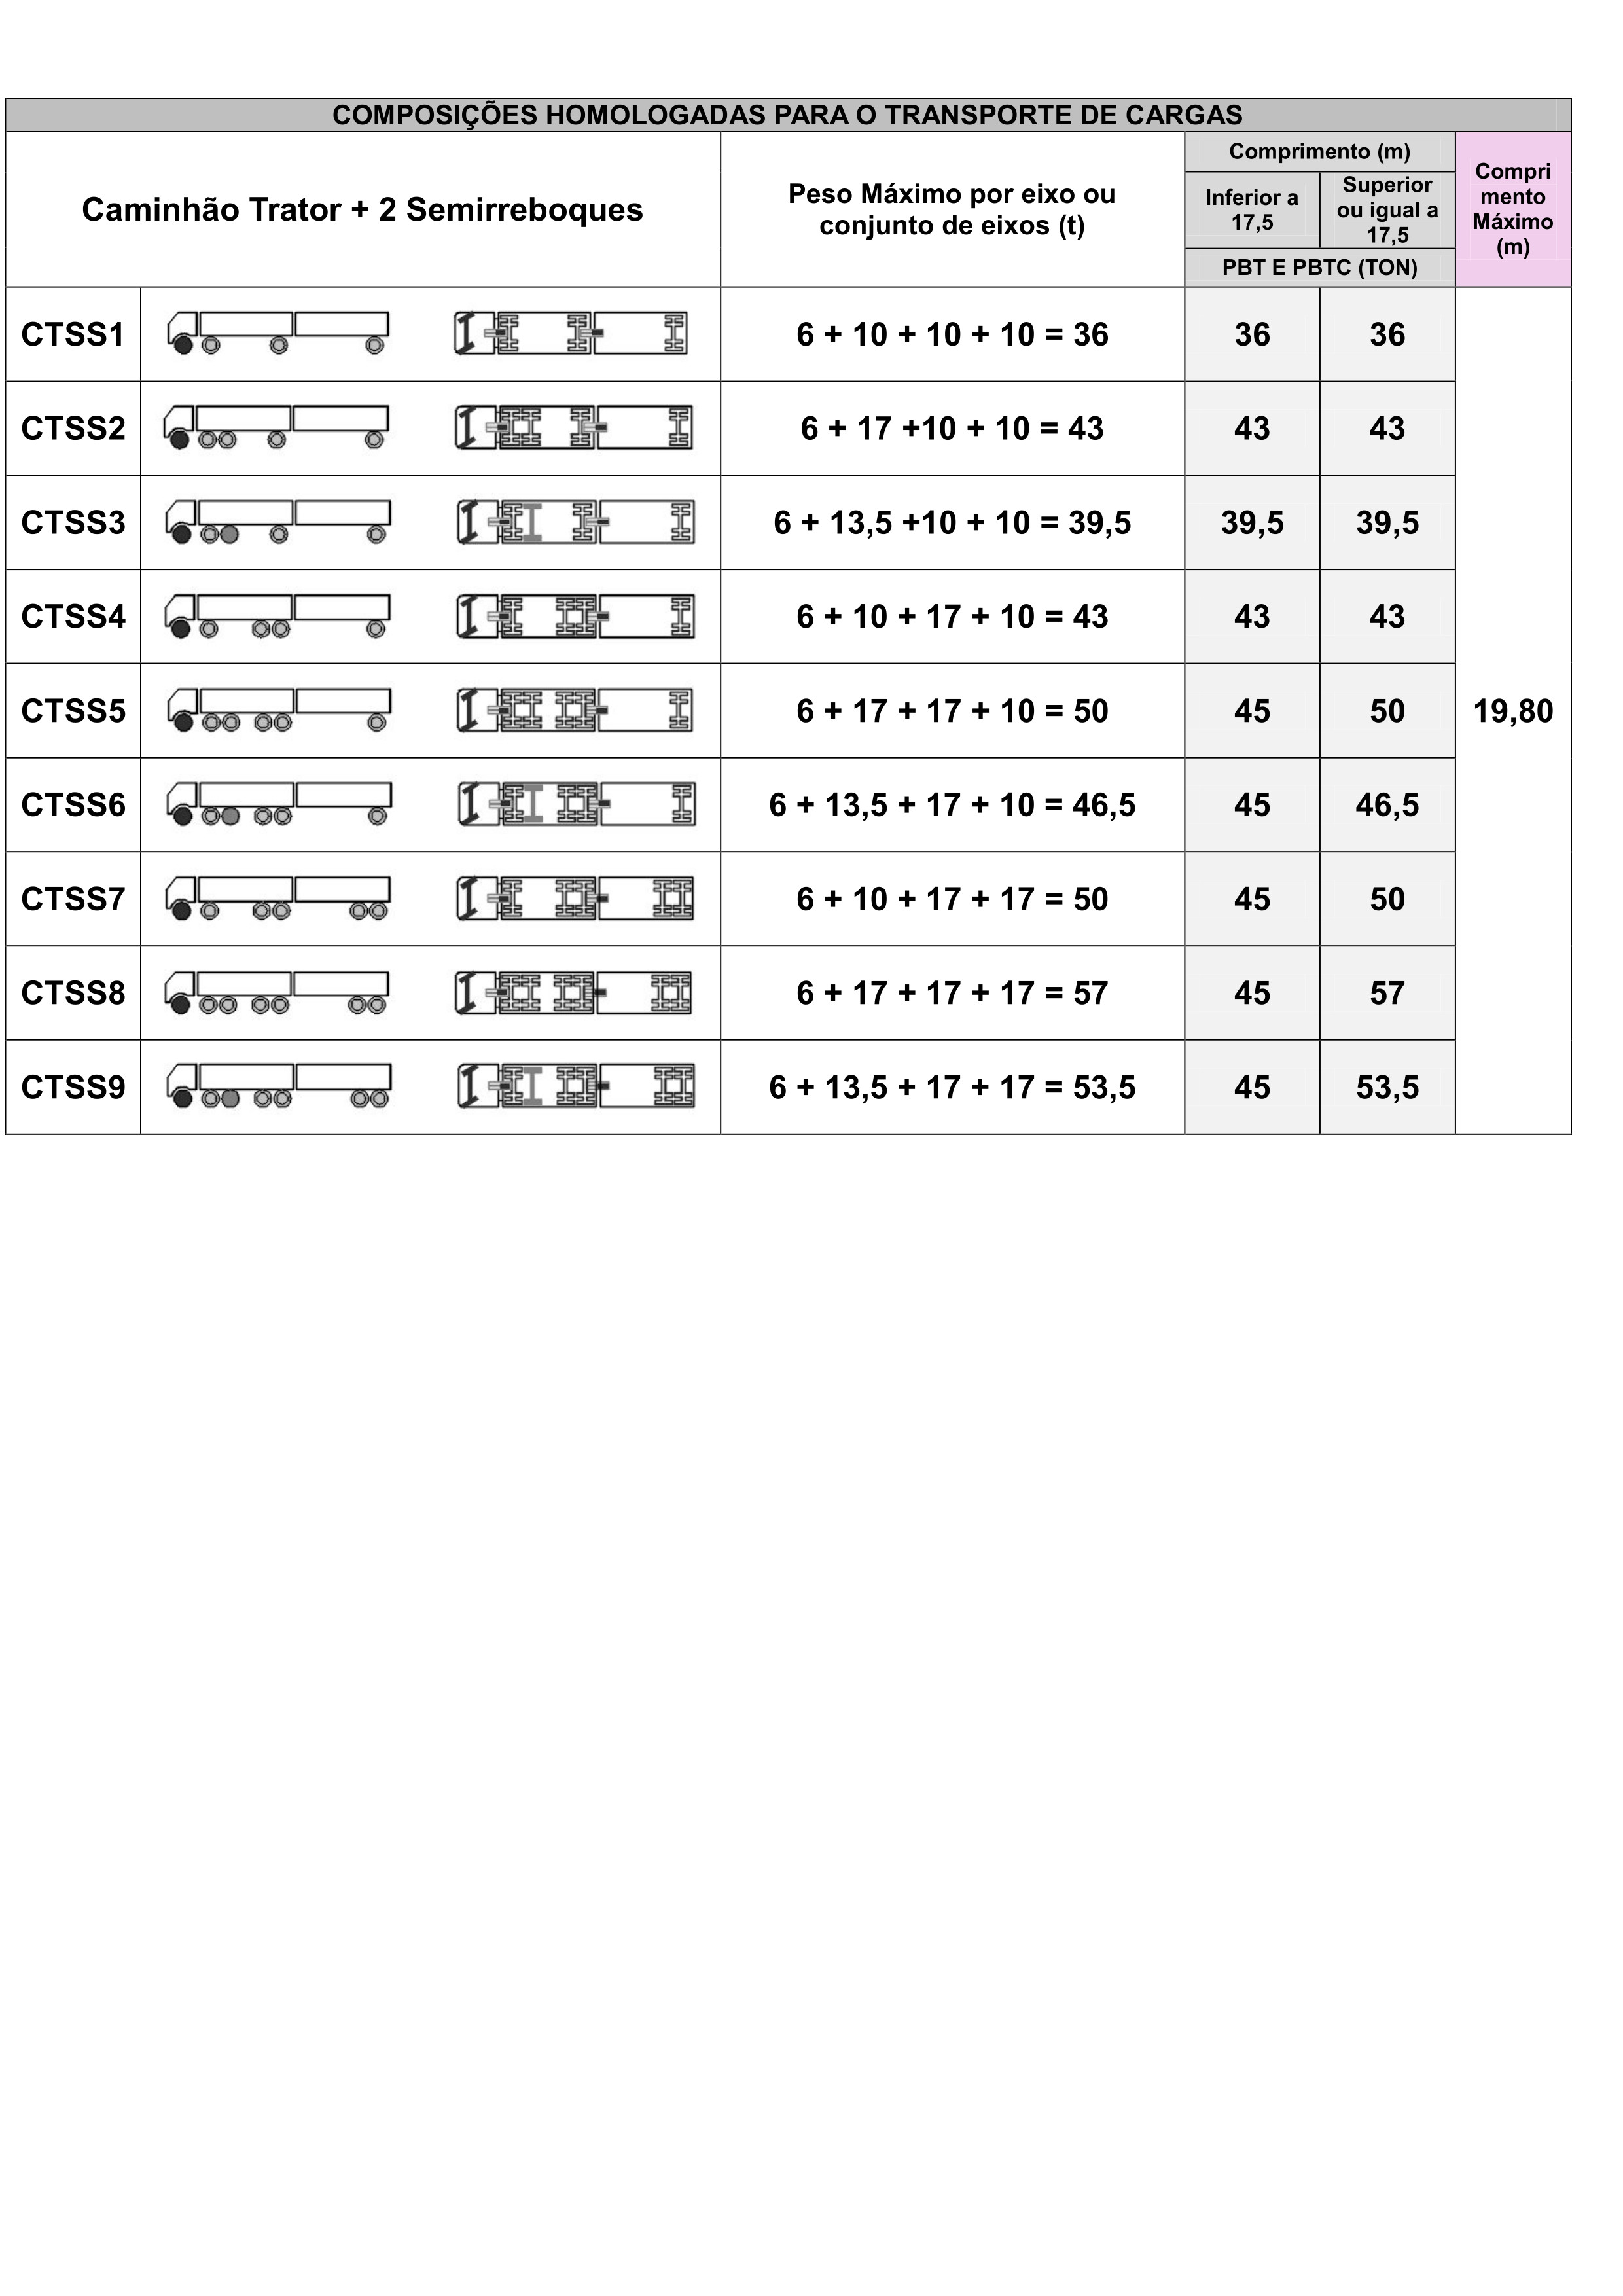 COMPOSIÇÕES HOMOLOGADAS PARA O TRANSPORTE DE CARGAS
Caminhão Trator + 2 Semirreboques
Peso Máximo por eixo ou
conjunto de eixos (t)
Comprimento (m)
Inferior a
17,5
Superior
ou igual a
17,5
PBT E PBTC (TON)
Compri
mento
Máximo
(m)
CTSS1 6 + 10 + 10 + 10 = 36 36 36
CTSS2 6 + 17 +10 + 10 = 43 43 43
CTSS3 6 + 13,5 +10 + 10 = 39,5 39,5 39,5
CTSS4 6 + 10 + 17 + 10 = 43 43 43
CTSS5 6 + 17 + 17 + 10 = 50 45 50 19,80
CTSS6 6 + 13,5 + 17 + 10 = 46,5 45 46,5
CTSS7 6 + 10 + 17 + 17 = 50 45 50
CTSS8 6 + 17 + 17 + 17 = 57 45 57
CTSS9 6 + 13,5 + 17 + 17 = 53,5 45 53,5